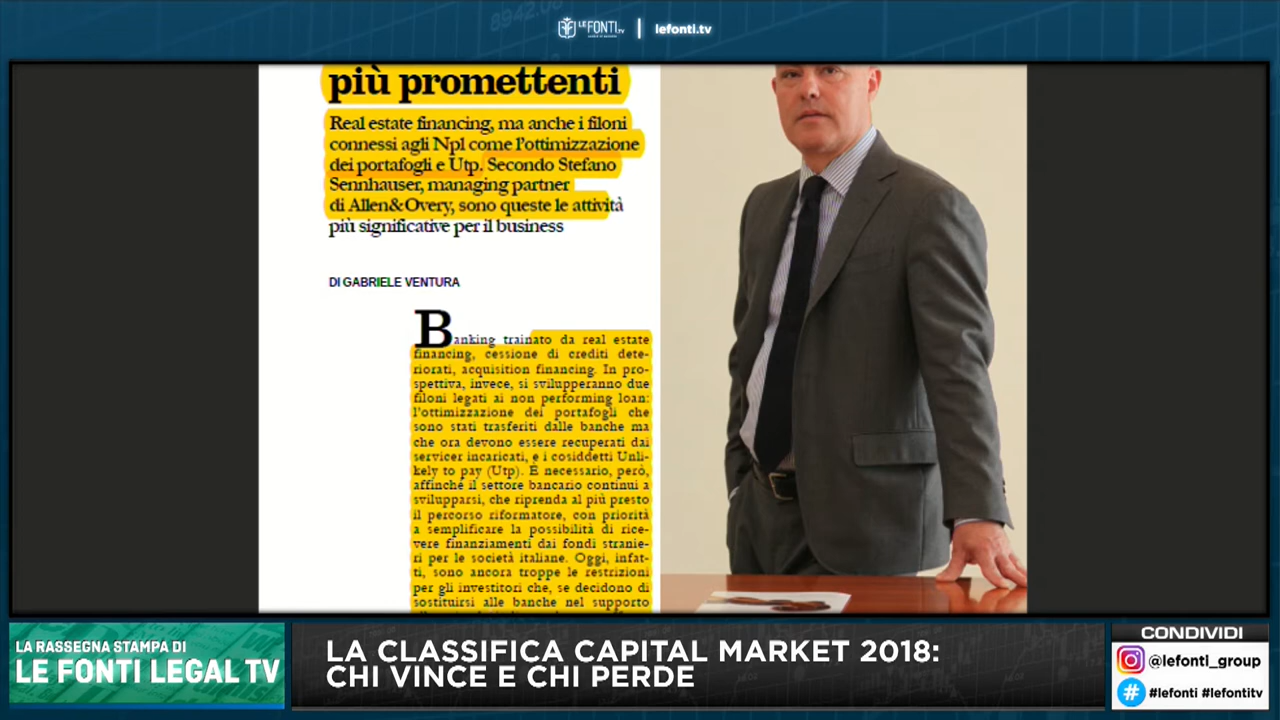 LE FONTI TV
lefonti.tv
più promettenti
Real estate financing, ma anche i filoni
connessi agli Npl come l'ottimizzazione
dei portafogli e Utp. Secondo Stefano
Sennhauser, managing partner
di Allen&Overy, sono queste le attività
più significative per il business
DI GABRIELE VENTURA
Banking trainato da real estate
financing, cessione di crediti dete-
riorati, acquisition financing. In pro-
spettiva, invece, si svilupperanno due
filoni legati ai non performing loan:
l'ottimizzazione dei portafogli che
sono stati trasferiti dalle banche ma
che ora devono essere recuperati dai
servicer incaricati, e i cosiddetti Unli-
kely to pay (Utp). È necessario, però,
affinché il settore bancario continui a
svilupparsi, che riprenda al più presto
il percorso riformatore, con priorità
a semplificare la possibilità di rice-
vere finanziamenti dai fondi stranie-
ri per le società italiane. Oggi, infat-
ti, sono ancora troppe le restrizioni
per gli investitori che, se decidono di
sostituirsi alle banche nel supporto
LA RASSEGNA STAMPA DI
LE FONTI LEGAL TV
LA CLASSIFICA CAPITAL MARKET 2018:
CHI VINCE E CHI PERDE
CONDIVIDI
@lefonti_group
#lefonti #lefontitv